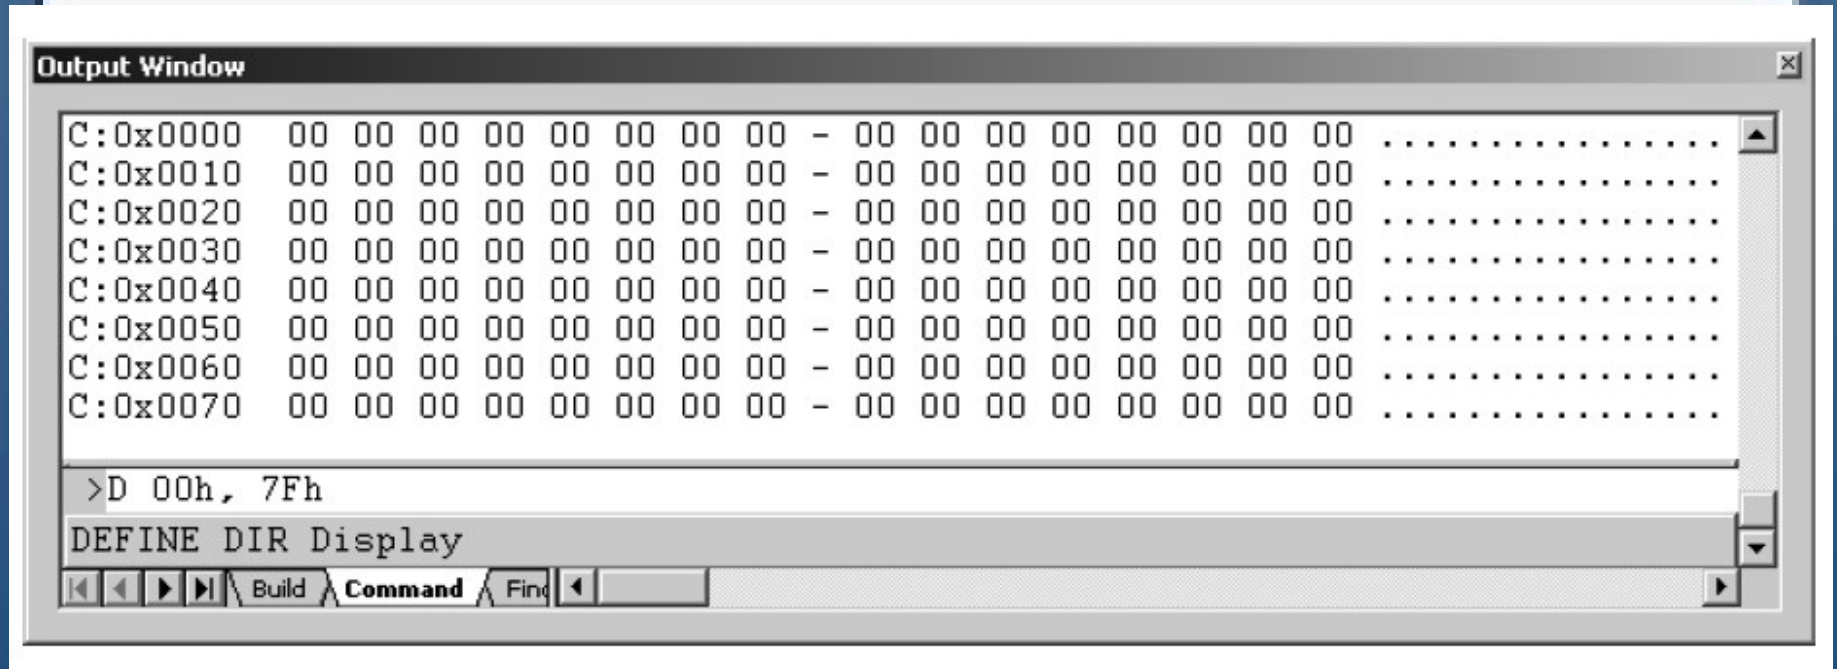 Output Window
C:0x0000 00 00 00 00 00 00 00 00 - 00 00 00 00 00 00 00 00 ................
C:0x0010 00 00 00 00 00 00 00 00 - 00 00 00 00 00 00 00 00 ................
C:0x0020 00 00 00 00 00 00 00 00 - 00 00 00 00 00 00 00 00 ................
C:0x0030 00 00 00 00 00 00 00 00 - 00 00 00 00 00 00 00 00 ................
C:0x0040 00 00 00 00 00 00 00 00 - 00 00 00 00 00 00 00 00 ................
C:0x0050 00 00 00 00 00 00 00 00 - 00 00 00 00 00 00 00 00 ................
C:0x0060 00 00 00 00 00 00 00 00 - 00 00 00 00 00 00 00 00 ................
C:0x0070 00 00 00 00 00 00 00 00 - 00 00 00 00 00 00 00 00 ................
>D 00h, 7Fh
DEFINE DIR Display
Build Command Find